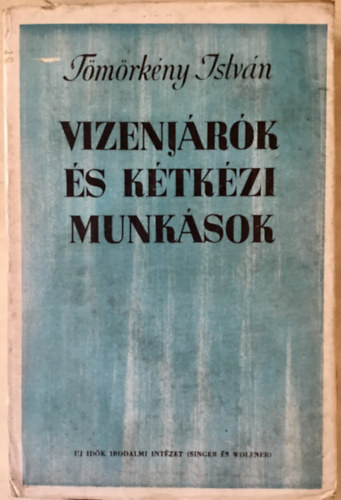 Tömörkény István
VIZENJÁRÓK
ÉS KÉTKÉZI
MUNKÁSOK
UJ IDŐK IRODALMI INTÉZET (SINGER ÉS WOLFNER)